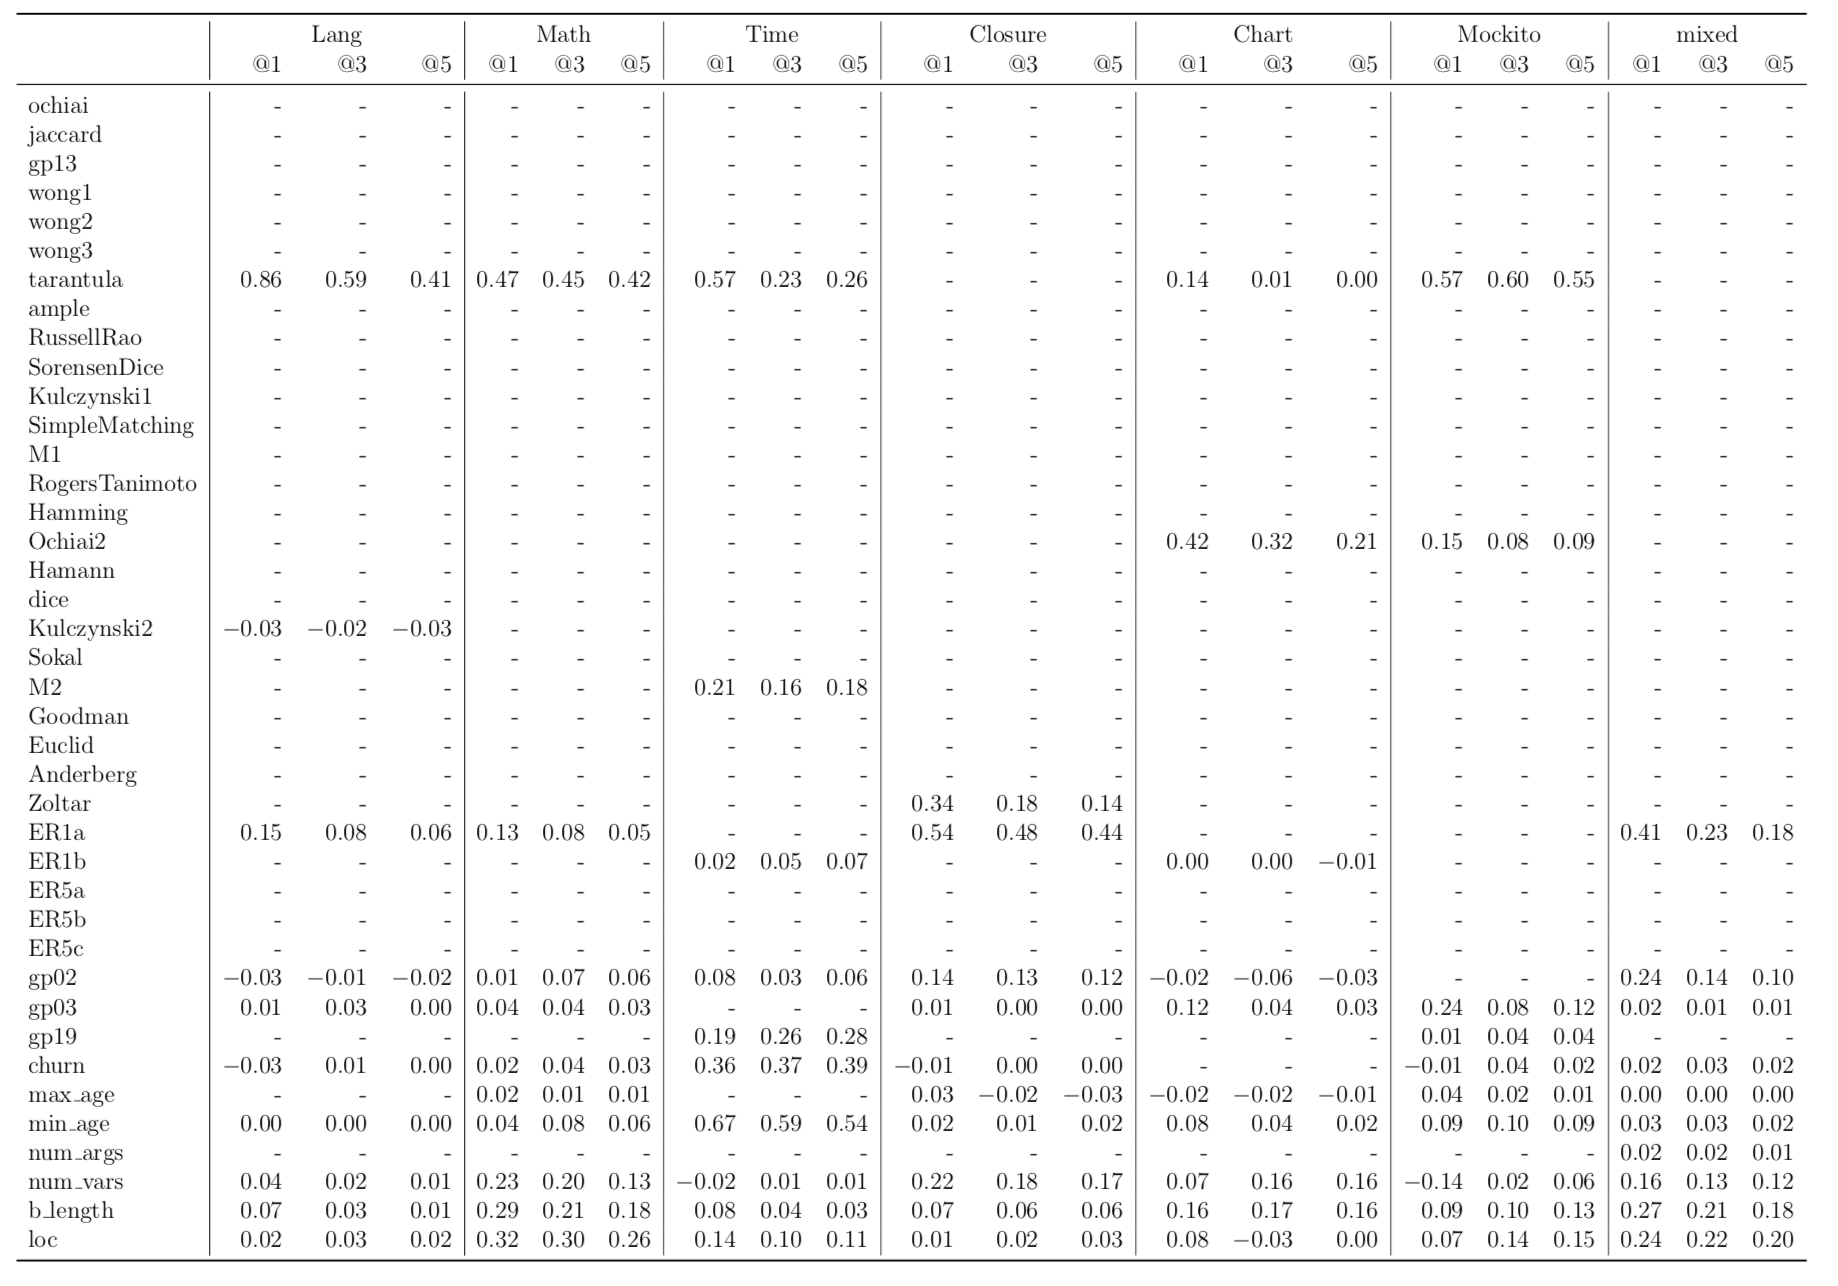 Lang Math Time Closure Chart Mockito mixed
@1 @3 @5 @1 @3 @5 @1 @3 @5 @1 @3 @5 @1 @3 @5 @1 @3 @5 @1 @3 @5
ochiai - - - - - - - - - - - - - - - - - - - - -
jaccard - - - - - - - - - - - - - - - - - - - - -
gp13 - - - - - - - - - - - - - - - - - - - - -
wong1 - - - - - - - - - - - - - - - - - - - - -
wong2 - - - - - - - - - - - - - - - - - - - - -
wong3 - - - - - - - - - - - - - - - - - - - - -
tarantula 0.86 0.59 0.41 0.47 0.45 0.42 0.57 0.23 0.26 - - - 0.14 0.01 0.00 0.57 0.60 0.55 - - -
ample - - - - - - - - - - - - - - - - - - - - -
RussellRao - - - - - - - - - - - - - - - - - - - - -
SorensenDice - - - - - - - - - - - - - - - - - - - - -
Kulczynski1 - - - - - - - - - - - - - - - - - - - - -
SimpleMatching - - - - - - - - - - - - - - - - - - - - -
M1 - - - - - - - - - - - - - - - - - - - - -
RogersTanimoto - - - - - - - - - - - - - - - - - - - - -
Hamming - - - - - - - - - - - - - - - - - - - - -
Ochiai2 - - - - - - - - - - - - 0.42 0.32 0.21 0.15 0.08 0.09 - - -
Hamann - - - - - - - - - - - - - - - - - - - - -
dice - - - - - - - - - - - - - - - - - - - - -
Kulczynski2 −0.03 −0.02 −0.03 - - - - - - - - - - - - - - - - - -
Sokal - - - - - - - - - - - - - - - - - - - - -
M2 - - - - - - 0.21 0.16 0.18 - - - - - - - - - - - -
Goodman - - - - - - - - - - - - - - - - - - - - -
Euclid - - - - - - - - - - - - - - - - - - - - -
Anderberg - - - - - - - - - - - - - - - - - - - - -
Zoltar - - - - - - - - - 0.34 0.18 0.14 - - - - - - - - -
ER1a 0.15 0.08 0.06 0.13 0.08 0.05 - - - 0.54 0.48 0.44 - - - - - - 0.41 0.23 0.18
ER1b - - - - - - 0.02 0.05 0.07 - - - 0.00 0.00 −0.01 - - - - - -
ER5a - - - - - - - - - - - - - - - - - - - - -
ER5b - - - - - - - - - - - - - - - - - - - - -
ER5c - - - - - - - - - - - - - - - - - - - - -
gp02 −0.03 −0.01 −0.02 0.01 0.07 0.06 0.08 0.03 0.06 0.14 0.13 0.12 −0.02 −0.06 −0.03 - - - 0.24 0.14 0.10
gp03 0.01 0.03 0.00 0.04 0.04 0.03 - - - 0.01 0.00 0.00 0.12 0.04 0.03 0.24 0.08 0.12 0.02 0.01 0.01
gp19 - - - - - - 0.19 0.26 0.28 - - - - - - 0.01 0.04 0.04 - - -
churn −0.03 0.01 0.00 0.02 0.04 0.03 0.36 0.37 0.39 −0.01 0.00 0.00 - - - −0.01 0.04 0.02 0.02 0.03 0.02
max_age - - - 0.02 0.01 0.01 - - - 0.03 −0.02 −0.03 −0.02 −0.02 −0.01 0.04 0.02 0.01 0.00 0.00 0.00
min_age 0.00 0.00 0.00 0.04 0.08 0.06 0.67 0.59 0.54 0.02 0.01 0.02 0.08 0.04 0.02 0.09 0.10 0.09 0.03 0.03 0.02
num_args - - - - - - - - - - - - - - - - - - 0.02 0.02 0.01
num_vars 0.04 0.02 0.01 0.23 0.20 0.13 −0.02 0.01 0.01 0.22 0.18 0.17 0.07 0.16 0.16 −0.14 0.02 0.06 0.16 0.13 0.12
b_length 0.07 0.03 0.01 0.29 0.21 0.18 0.08 0.04 0.03 0.07 0.06 0.06 0.16 0.17 0.16 0.09 0.10 0.13 0.27 0.21 0.18
loc 0.02 0.03 0.02 0.32 0.30 0.26 0.14 0.10 0.11 0.01 0.02 0.03 0.08 −0.03 0.00 0.07 0.14 0.15 0.24 0.22 0.20